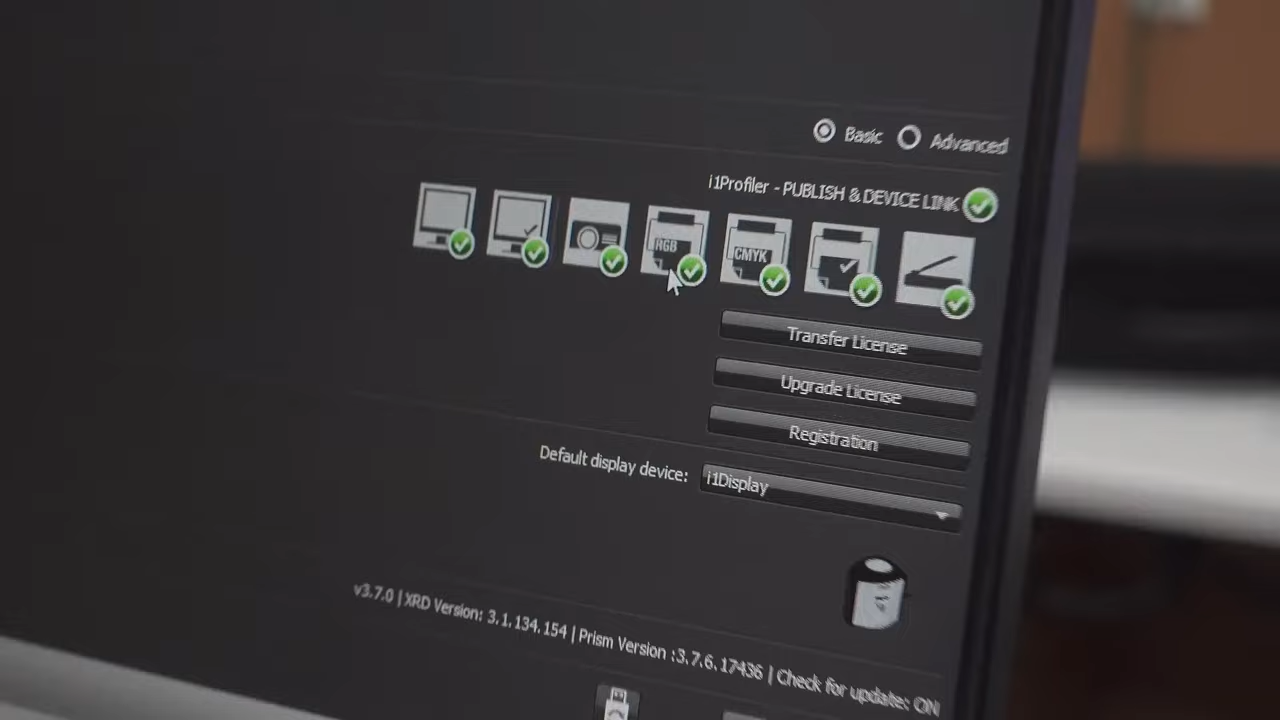 Basic Advanced
i1Profiler - PUBLISH & DEVICE LINK
RGB CMYK
Transfer License
Upgrade License
Registration
Default display device: i1Display
v3.7.0 | XRD Version: 3.1.134.154 | Prism Version :3.7.6.17436 | Check for update: ON